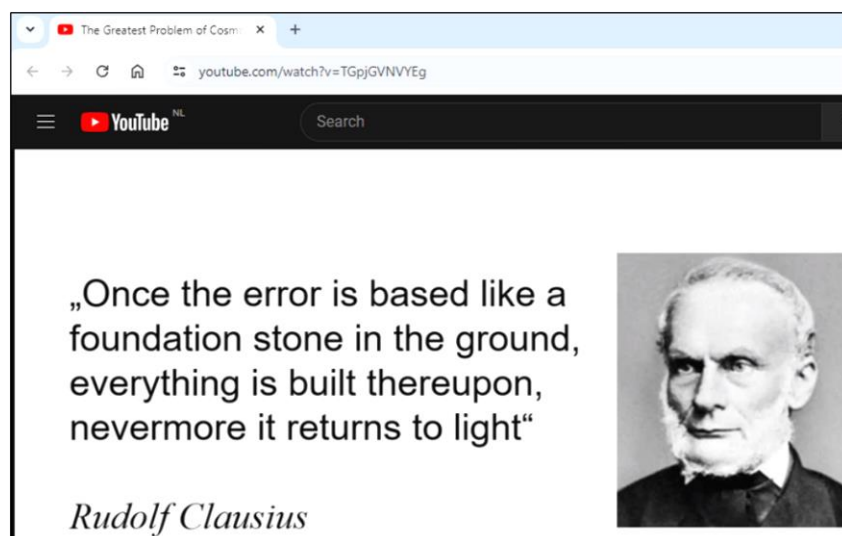 The Greatest Problem of Cosm
youtube.com/watch?v=TGpjGVNVYEg
YouTube NL
Search
„Once the error is based like a
foundation stone in the ground,
everything is built thereupon,
nevermore it returns to light“
Rudolf Clausius